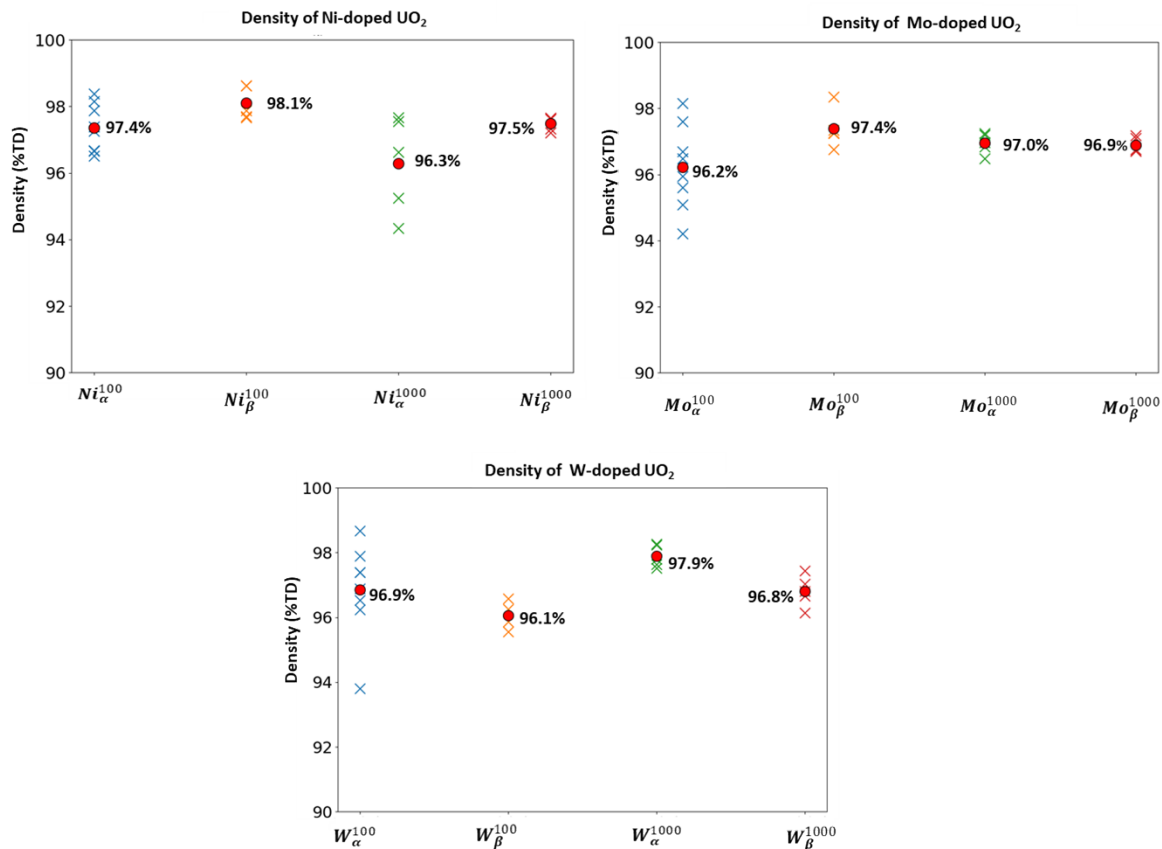 Density of Ni-doped UO₂
Density (%TD)
100
98
96
94
92
90
97.4%
98.1%
96.3%
97.5%
Ni_α^100
Ni_β^100
Ni_α^1000
Ni_β^1000
Density of Mo-doped UO₂
Density (%TD)
100
98
96
94
92
90
96.2%
97.4%
97.0%
96.9%
Mo_α^100
Mo_β^100
Mo_α^1000
Mo_β^1000
Density of W-doped UO₂
Density (%TD)
100
98
96
94
92
90
96.9%
96.1%
97.9%
96.8%
W_α^100
W_β^100
W_α^1000
W_β^1000